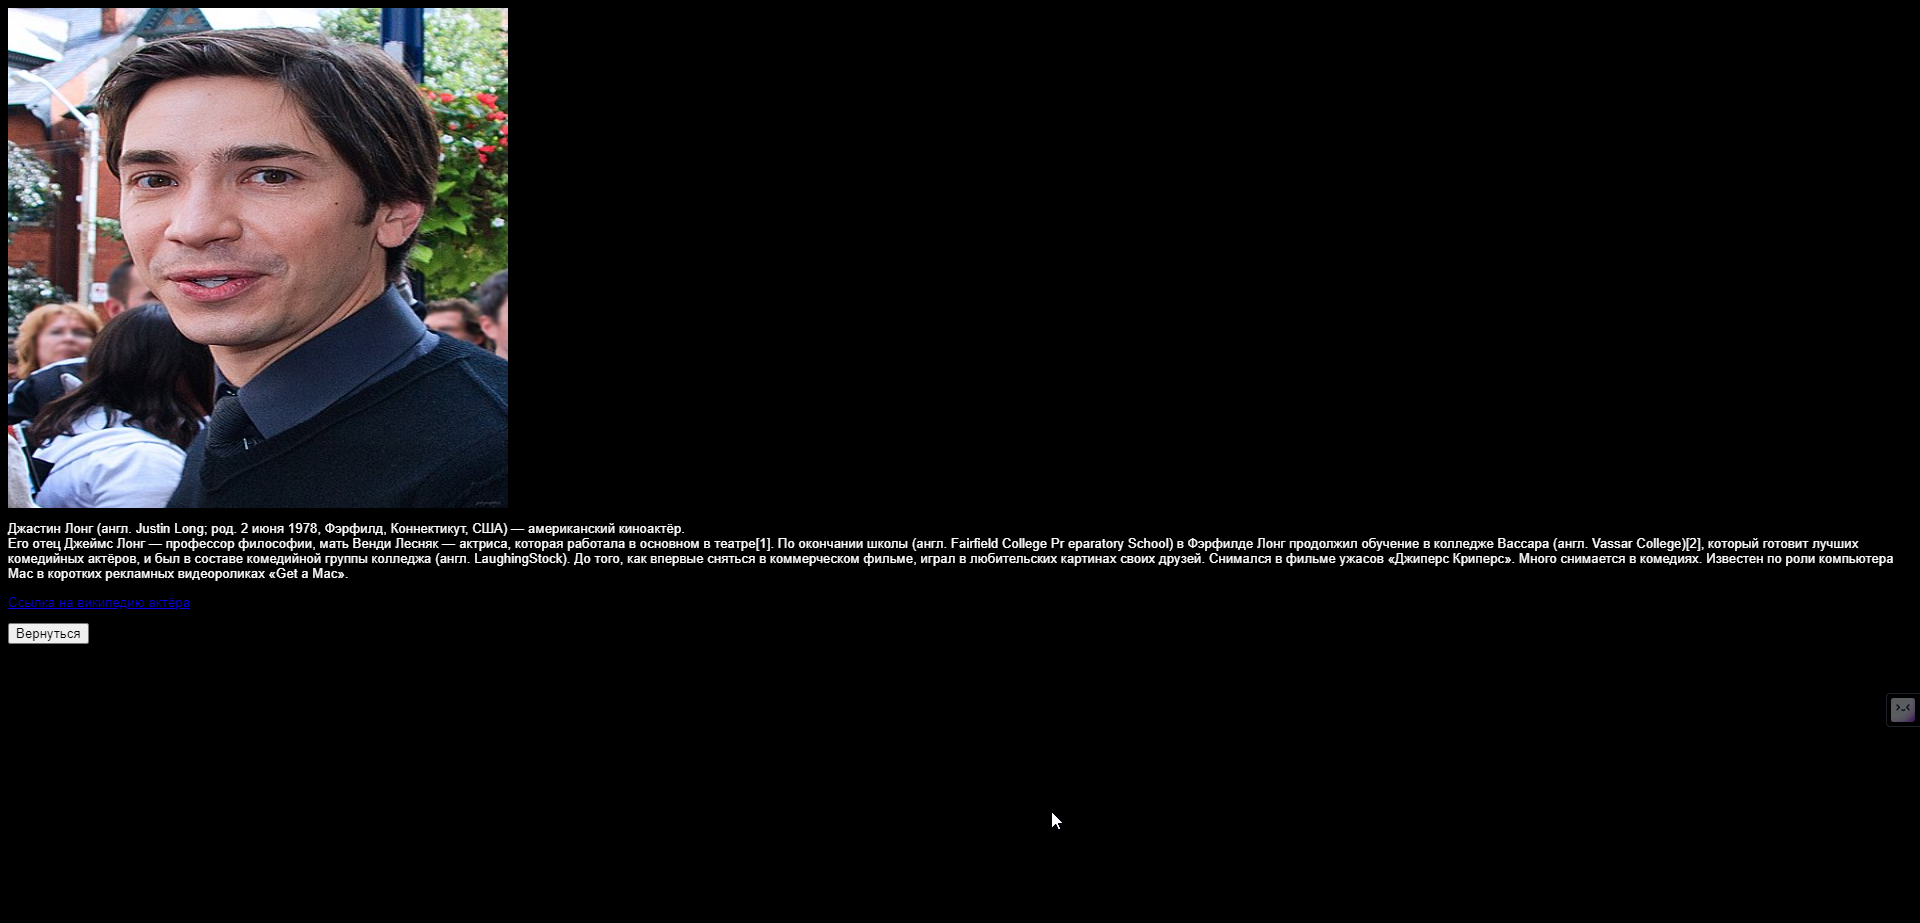 Джастин Лонг (англ. Justin Long; род. 2 июня 1978, Фэрфилд, Коннектикут, США) — американский киноактёр.
Его отец Джеймс Лонг — профессор философии, мать Венди Лесняк — актриса, которая работала в основном в театре[1]. По окончании школы (англ. Fairfield College Pr eparatory School) в Фэрфилде Лонг продолжил обучение в колледже Вассара (англ. Vassar College)[2], который готовит лучших
комедийных актёров, и был в составе комедийной группы колледжа (англ. LaughingStock). До того, как впервые сняться в коммерческом фильме, играл в любительских картинах своих друзей. Снимался в фильме ужасов «Джиперс Криперс». Много снимается в комедиях. Известен по роли компьютера
Mac в коротких рекламных видеороликах «Get a Mac».
Ссылка на википедию актёра
Вернуться